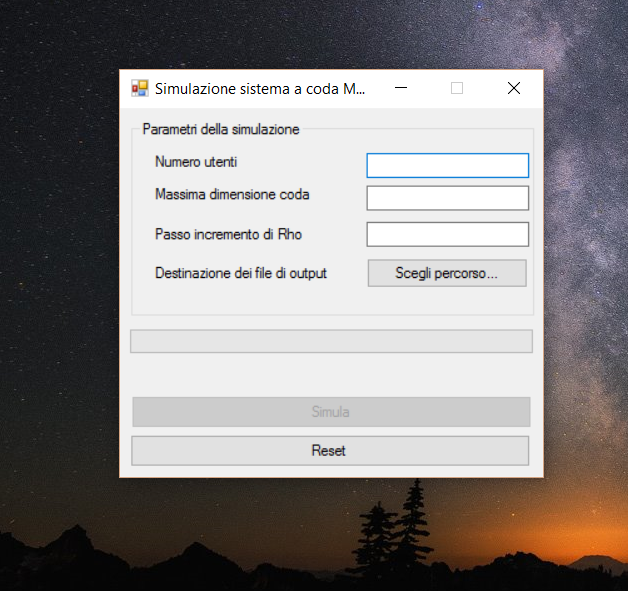 Simulazione sistema a coda M...
Parametri della simulazione
Numero utenti
Massima dimensione coda
Passo incremento di Rho
Destinazione dei file di output Scegli percorso...
Simula
Reset